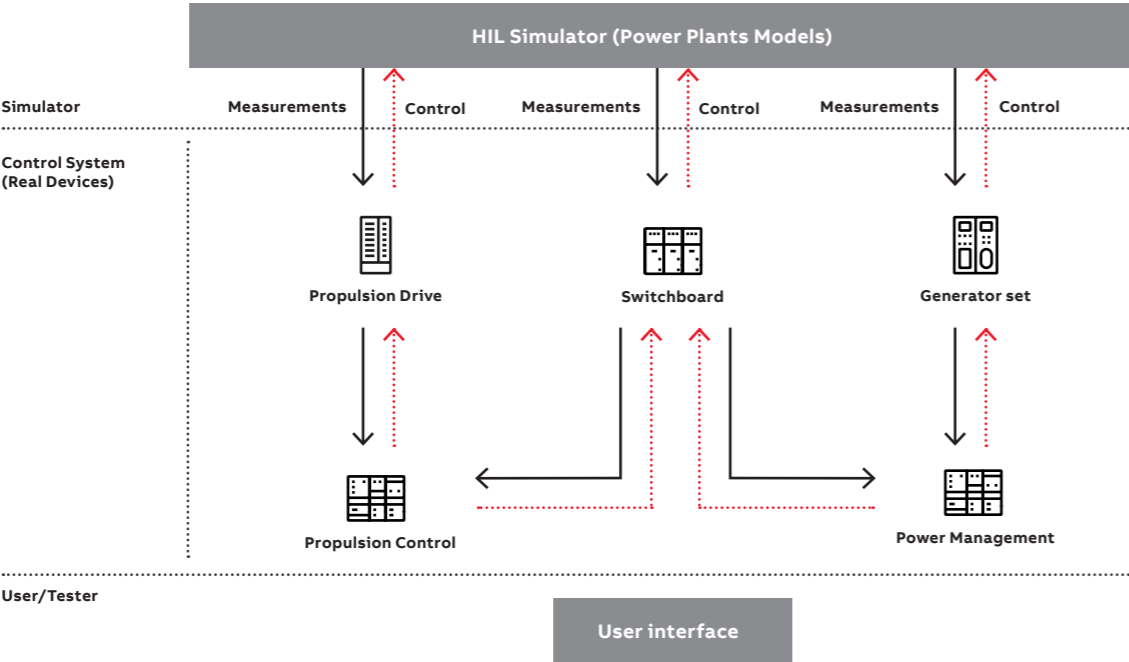 HIL Simulator (Power Plants Models)
Simulator
Measurements
Control
Measurements
Control
Measurements
Control
Control System
(Real Devices)
Propulsion Drive
Switchboard
Generator set
Propulsion Control
Power Management
User/Tester
User interface